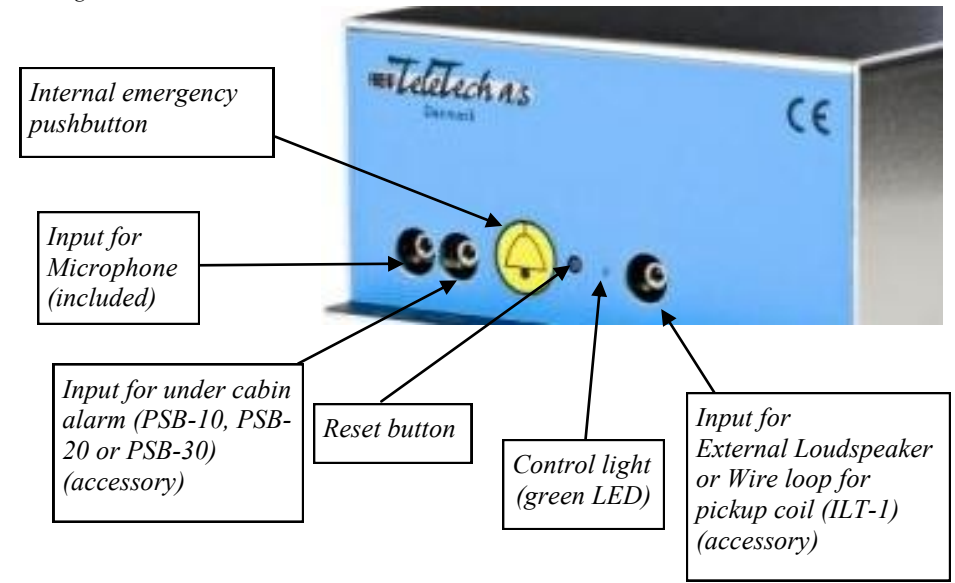 TeleTech a.s
Danmark
CE
Internal emergency
pushbutton
Input for
Microphone
(included)
Input for under cabin
alarm (PSB-10, PSB-
20 or PSB-30)
(accessory)
Reset button
Control light
(green LED)
Input for
External Loudspeaker
or Wire loop for
pickup coil (ILT-1)
(accessory)